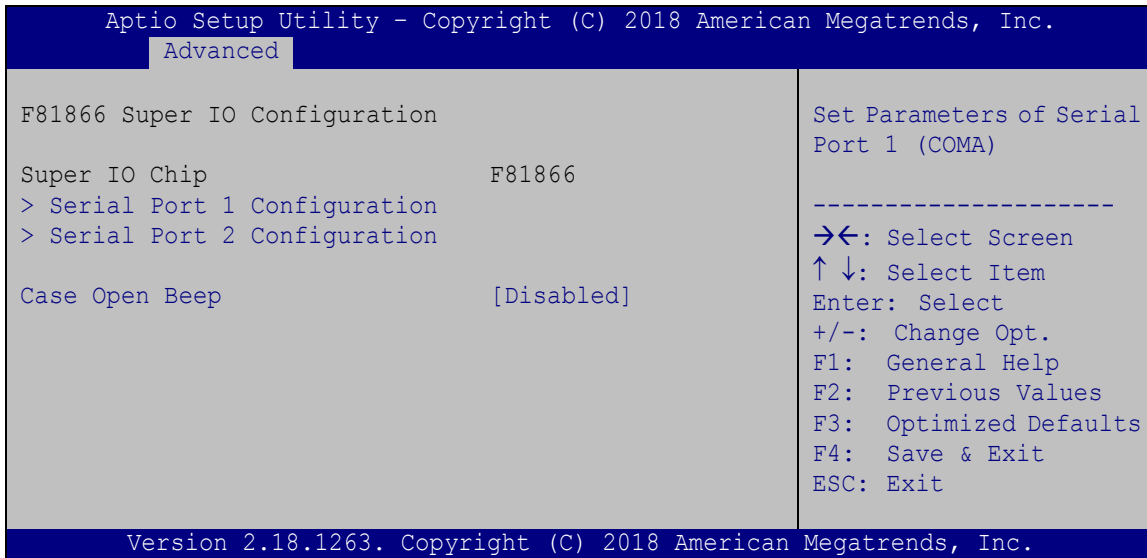 Aptio Setup Utility – Copyright (C) 2018 American Megatrends, Inc.
Advanced
F81866 Super IO Configuration
Super IO Chip F81866
> Serial Port 1 Configuration
> Serial Port 2 Configuration
Case Open Beep [Disabled]
Set Parameters of Serial
Port 1 (COMA)
---------------------
→←: Select Screen
↑ ↓: Select Item
Enter: Select
+/-: Change Opt.
F1: General Help
F2: Previous Values
F3: Optimized Defaults
F4: Save & Exit
ESC: Exit
Version 2.18.1263. Copyright (C) 2018 American Megatrends, Inc.